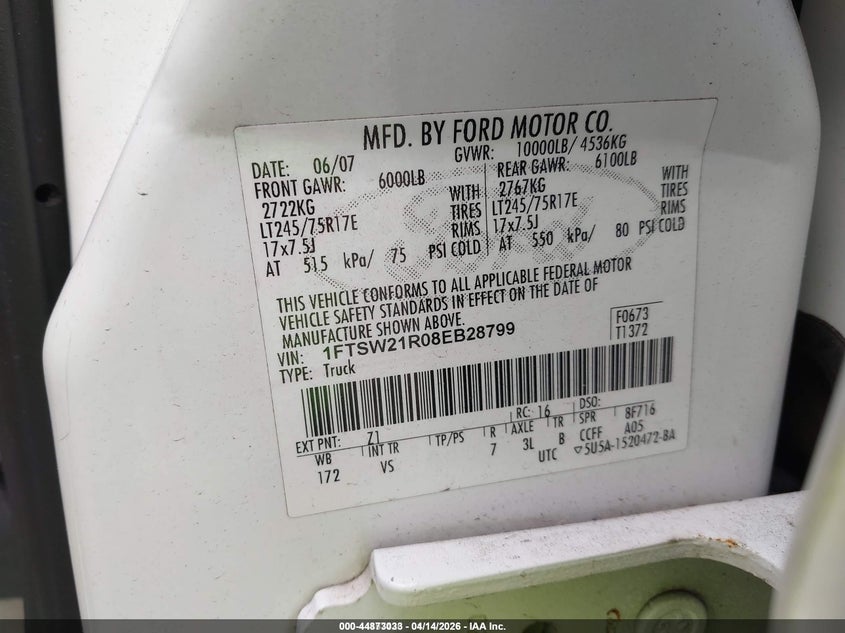 MFD. BY FORD MOTOR CO.
DATE: 06/07 GVWR: 10000LB/ 4536KG
FRONT GAWR: 6000LB REAR GAWR: 6100LB
2722KG WITH 2767KG WITH
LT245/75R17E TIRES LT245/75R17E TIRES
17x7.5J RIMS 17x7.5J RIMS
AT 515 kPa/ 75 PSI COLD AT 550 kPa/ 80 PSI COLD
THIS VEHICLE CONFORMS TO ALL APPLICABLE FEDERAL MOTOR
VEHICLE SAFETY STANDARDS IN EFFECT ON THE DATE OF
MANUFACTURE SHOWN ABOVE.
VIN: 1FTSW21R08EB28799 F0673
TYPE: Truck T1372
EXT PNT: Z1 RC: 16 DSO:
WB INT TR TP/PS R AXLE TR SPR 8F716
172 VS 7 3L B CCFF A05
UTC ▽5U5A-1520472-BA
000-44873033 - 04/14/2026 - IAA Inc.